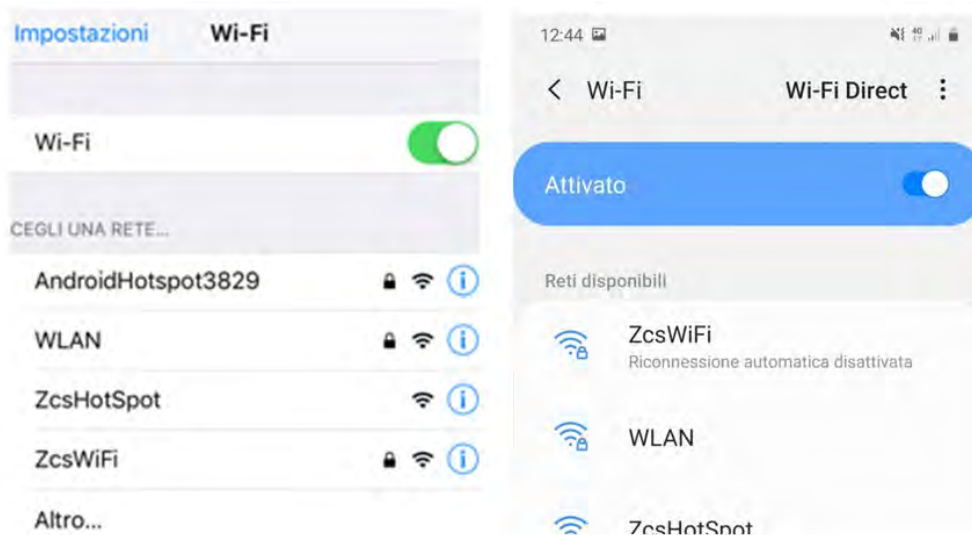 Impostazioni Wi-Fi
Wi-Fi
CEGLI UNA RETE...
AndroidHotspot3829
WLAN
ZcsHotSpot
ZcsWiFi
Altro...
12:44
Wi-Fi Wi-Fi Direct
Attivato
Reti disponibili
ZcsWiFi
Riconnessione automatica disattivata
WLAN
ZcsHotSpot